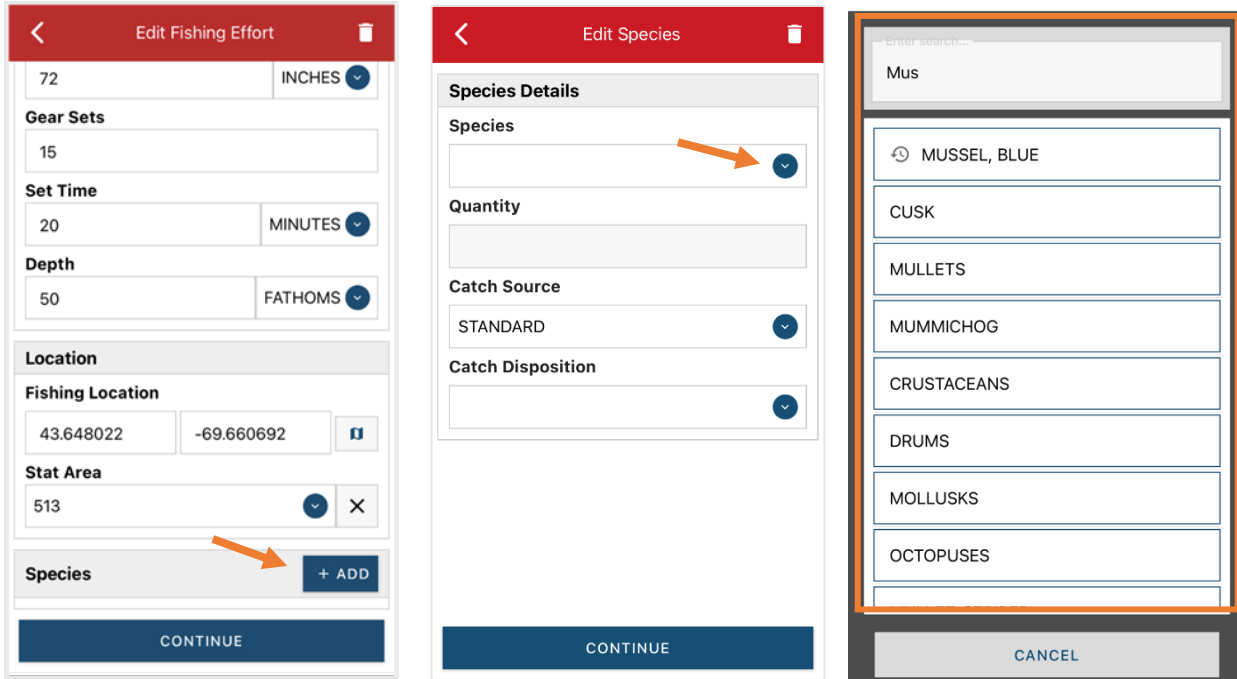 Edit Fishing Effort
72 INCHES
Gear Sets
15
Set Time
20 MINUTES
Depth
50 FATHOMS
Location
Fishing Location
43.648022 -69.660692
Stat Area
513
Species + ADD
CONTINUE
Edit Species
Species Details
Species
Quantity
Catch Source
STANDARD
Catch Disposition
CONTINUE
Enter search...
Mus
MUSSEL, BLUE
CUSK
MULLETS
MUMMICHOG
CRUSTACEANS
DRUMS
MOLLUSKS
OCTOPUSES
CANCEL